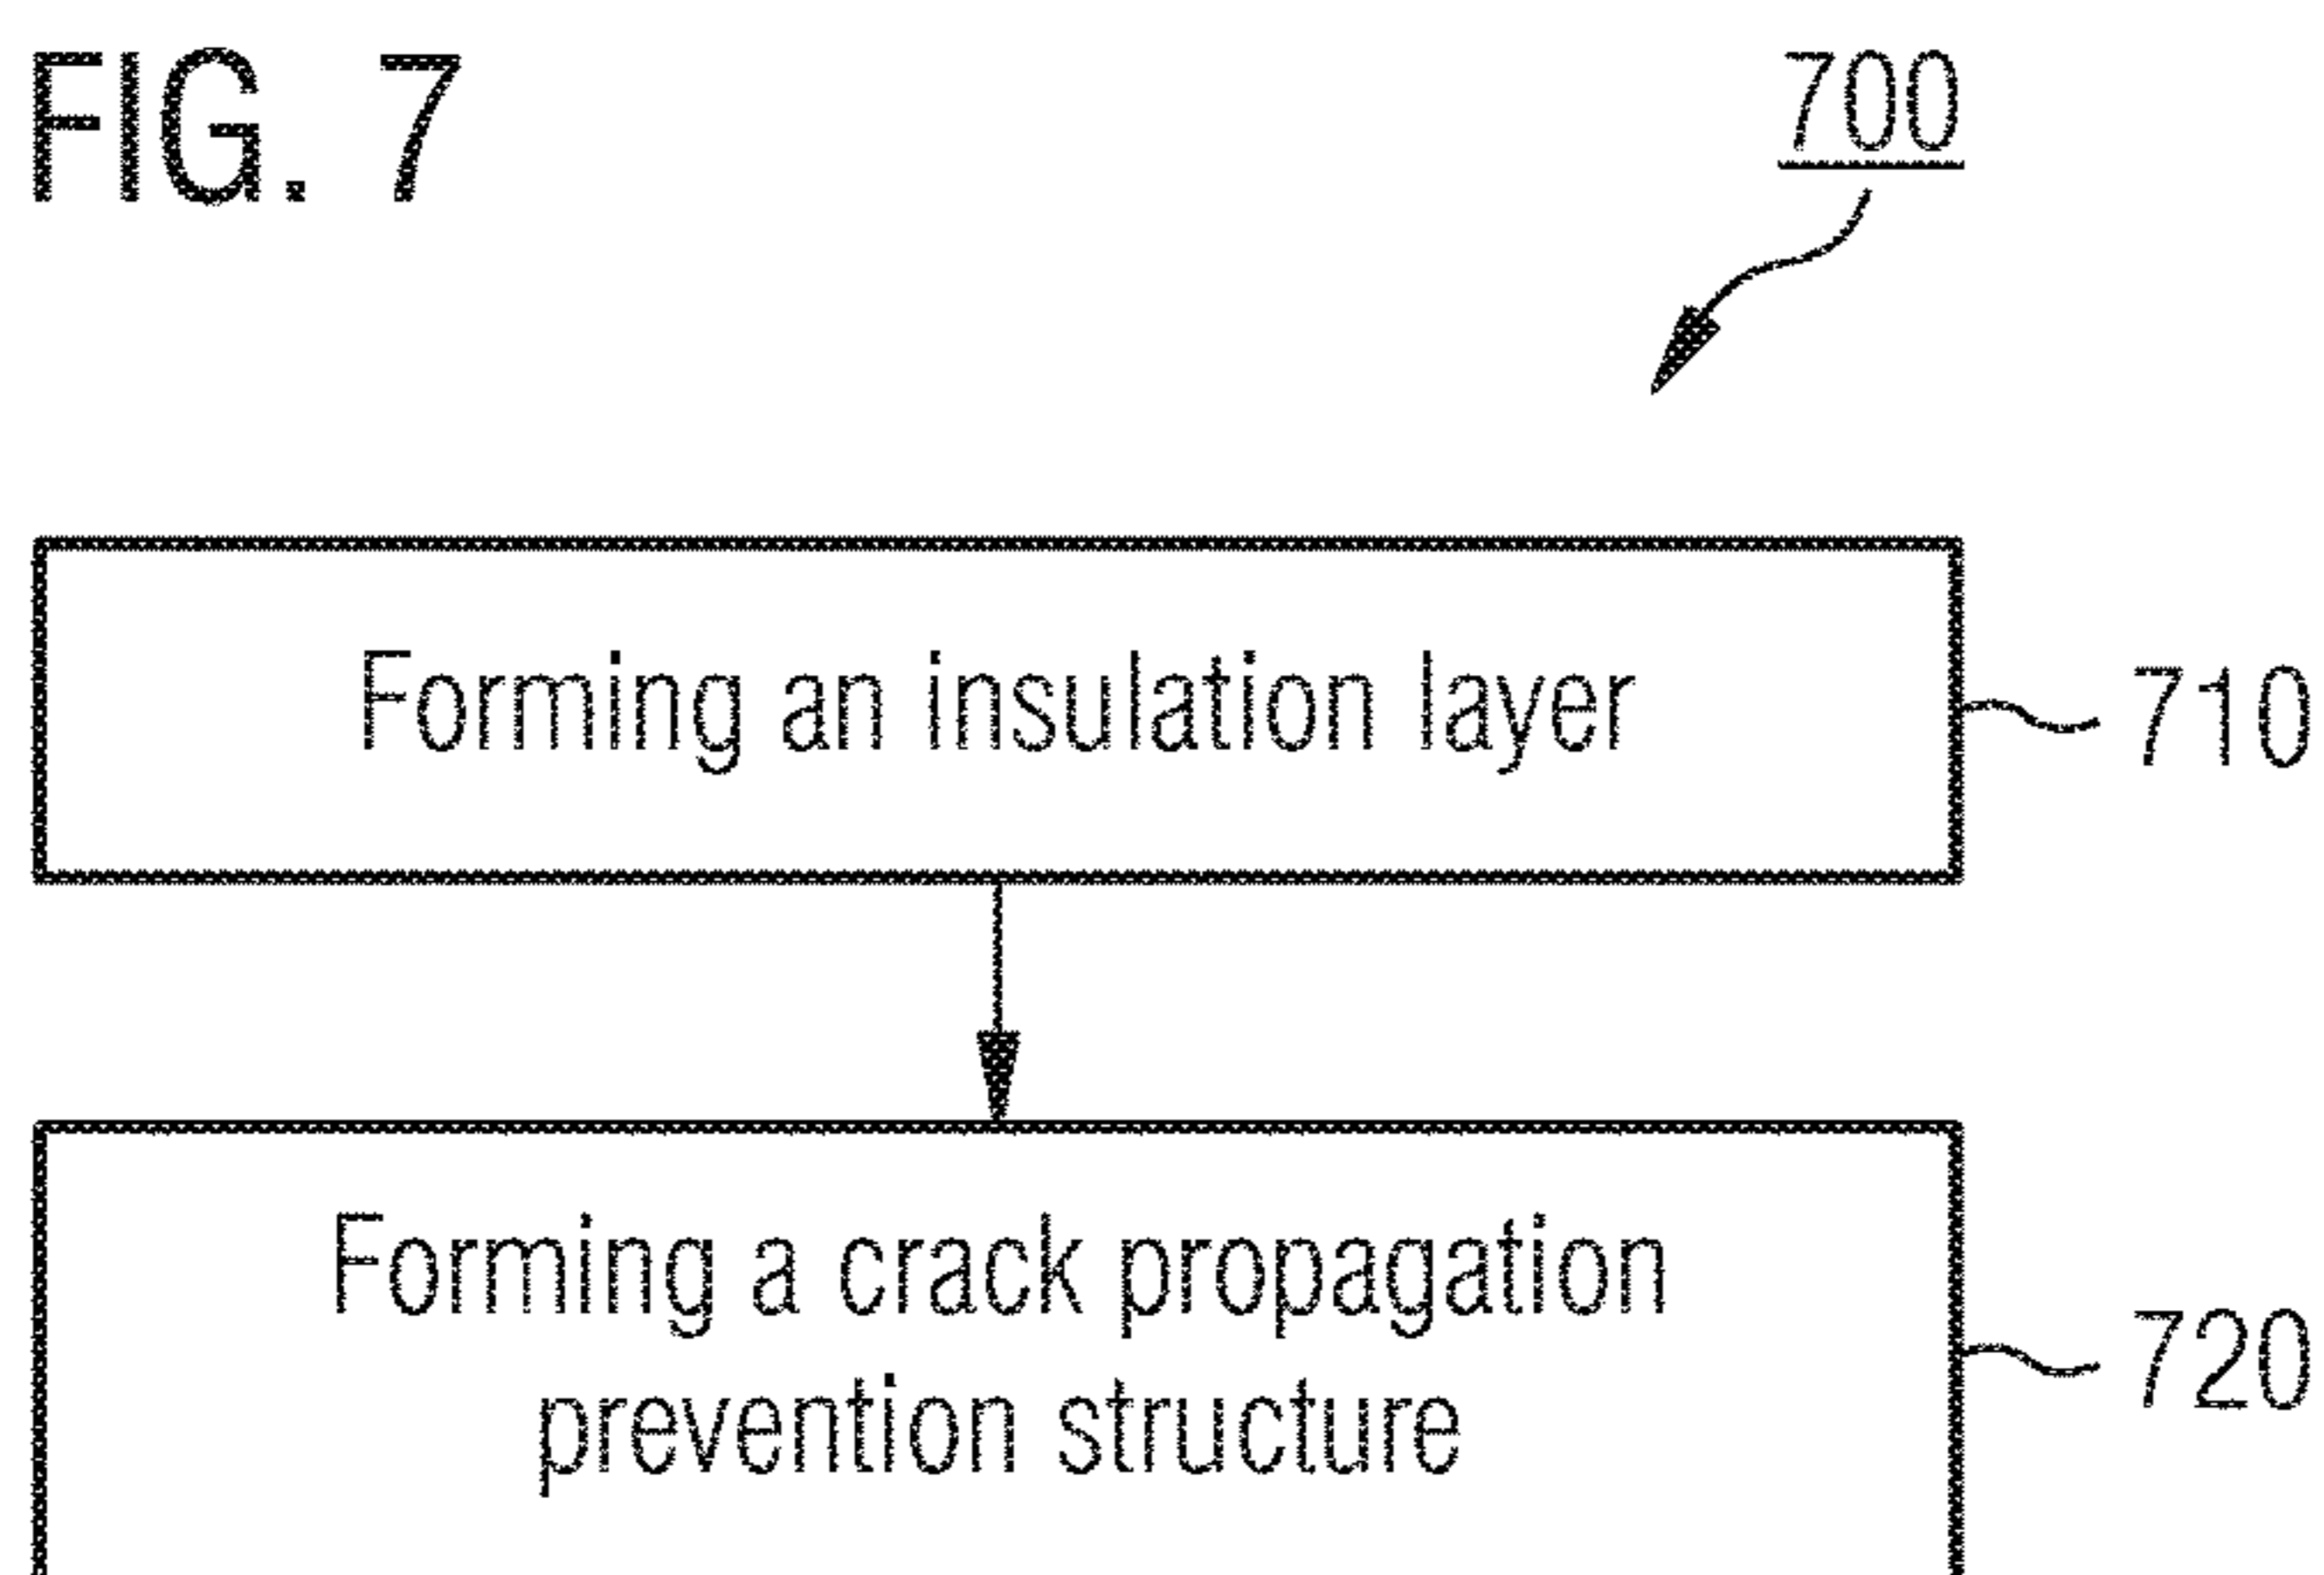 FIG. 7
700
Forming an insulation layer
710
Forming a crack propagation
prevention structure
720